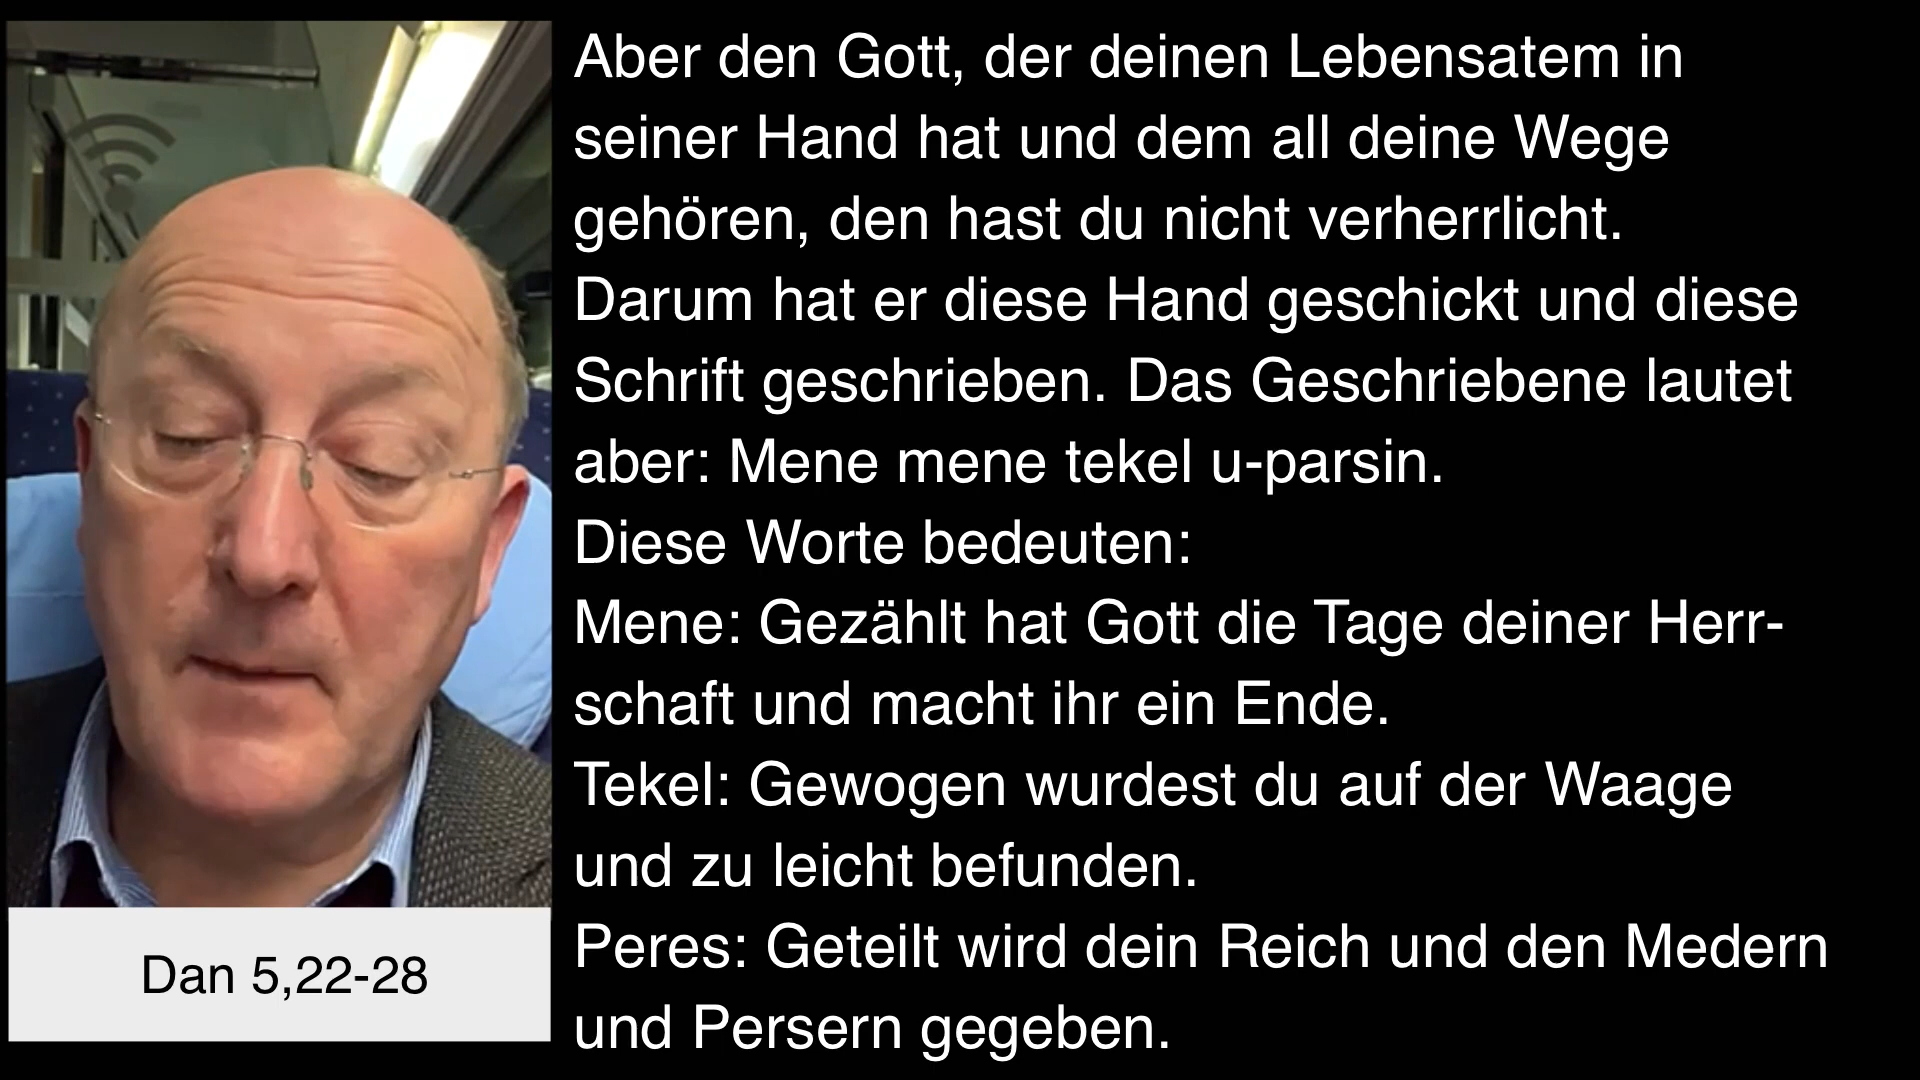 Aber den Gott, der deinen Lebensatem in
seiner Hand hat und dem all deine Wege
gehören, den hast du nicht verherrlicht.
Darum hat er diese Hand geschickt und diese
Schrift geschrieben. Das Geschriebene lautet
aber: Mene mene tekel u-parsin.
Diese Worte bedeuten:
Mene: Gezählt hat Gott die Tage deiner Herr-
schaft und macht ihr ein Ende.
Tekel: Gewogen wurdest du auf der Waage
und zu leicht befunden.
Peres: Geteilt wird dein Reich und den Medern
und Persern gegeben.
Dan 5,22-28